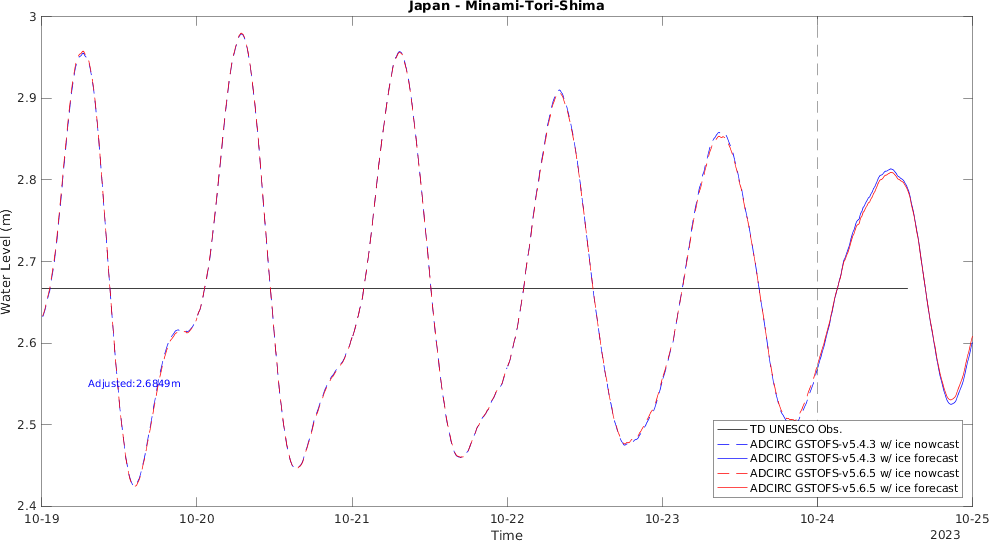 Japan - Minami-Tori-Shima
Water Level (m)
3
2.9
2.8
2.7
2.6
2.5
2.4
Adjusted:2.6849m
TD UNESCO Obs.
ADCIRC GSTOFS-v5.4.3 w/ ice nowcast
ADCIRC GSTOFS-v5.4.3 w/ ice forecast
ADCIRC GSTOFS-v5.6.5 w/ ice nowcast
ADCIRC GSTOFS-v5.6.5 w/ ice forecast
10-19 10-20 10-21 10-22 10-23 10-24 10-25
Time
2023